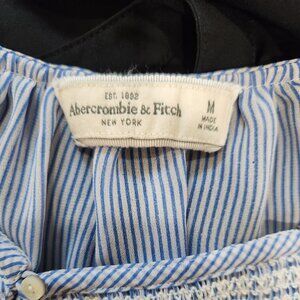 EST. 1892
Abercrombie & Fitch
NEW YORK
M
MADE
IN INDIA